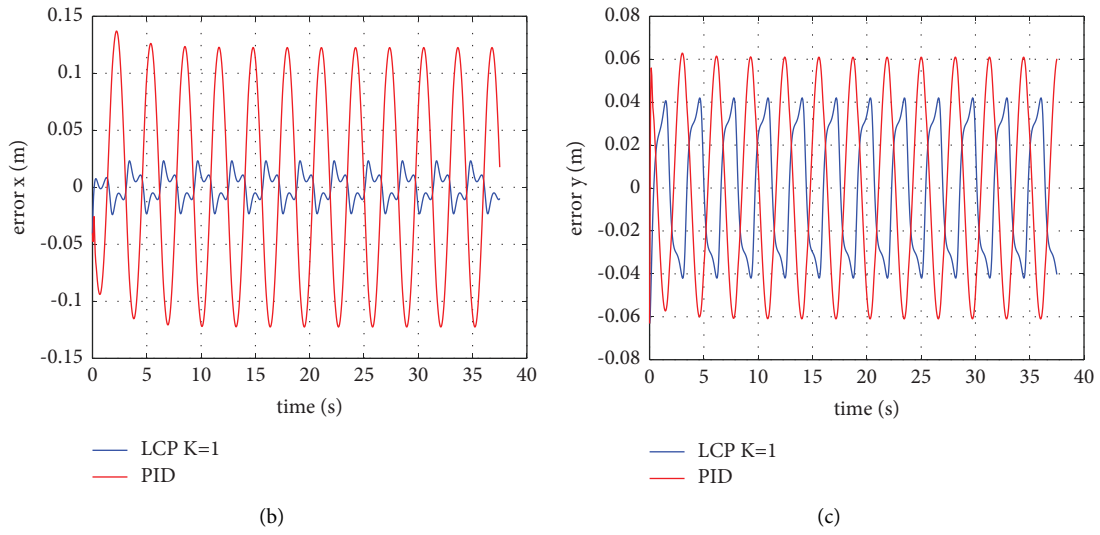 0.15
0.1
0.05
0
-0.05
-0.1
-0.15
error x (m)
0 5 10 15 20 25 30 35 40
time (s)
LCP K=1
PID
(b)
0.08
0.06
0.04
0.02
0
-0.02
-0.04
-0.06
-0.08
error y (m)
0 5 10 15 20 25 30 35 40
time (s)
LCP K=1
PID
(c)